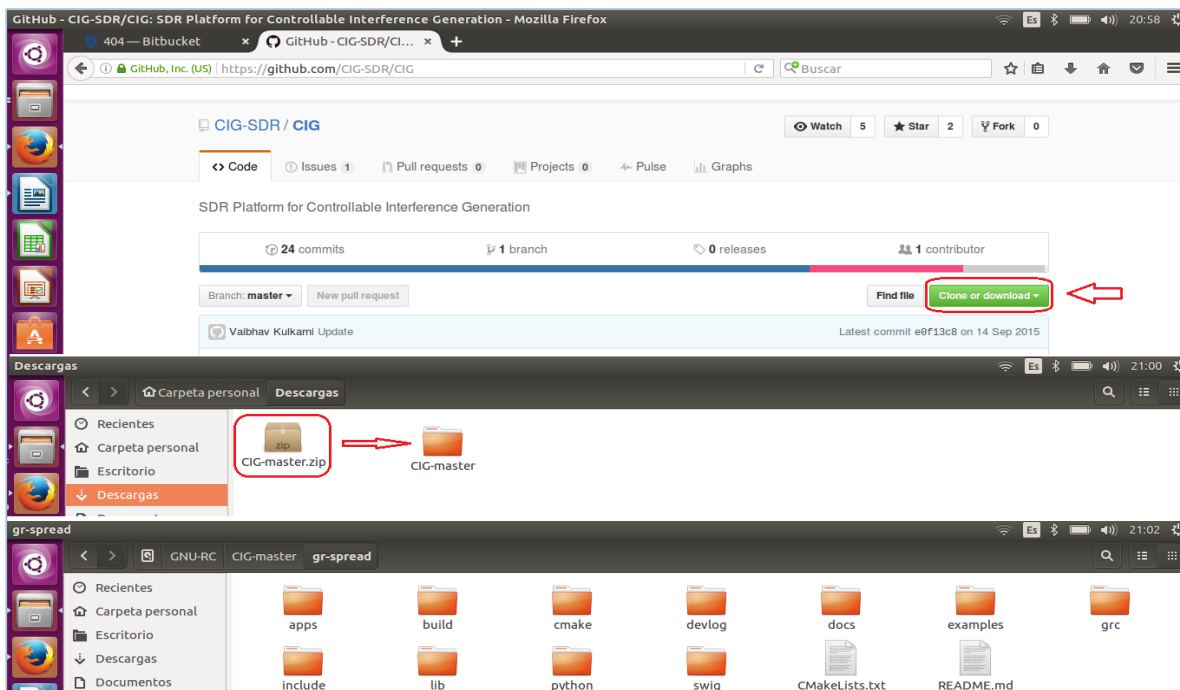 GitHub - CIG-SDR/CIG: SDR Platform for Controllable Interference Generation - Mozilla Firefox
Es 20:58
404 — Bitbucket × GitHub - CIG-SDR/CI... × +
GitHub, Inc. (US) https://github.com/CIG-SDR/CIG Buscar
CIG-SDR / CIG
Watch 5 Star 2 Fork 0
<> Code Issues 1 Pull requests 0 Projects 0 Pulse Graphs
SDR Platform for Controllable Interference Generation
24 commits 1 branch 0 releases 1 contributor
Branch: master New pull request Find file Clone or download
Vaibhav Kulkarni Update Latest commit e0f13c8 on 14 Sep 2015
Descargas Es 21:00
< > Carpeta personal Descargas
Recientes
Carpeta personal
Escritorio
Descargas
zip
CIG-master.zip
CIG-master
gr-spread Es 21:02
< > GNU-RC CIG-master gr-spread
Recientes
Carpeta personal
Escritorio
Descargas
Documentos
apps build cmake devlog docs examples grc
include lib python swig CMakeLists.txt README.md